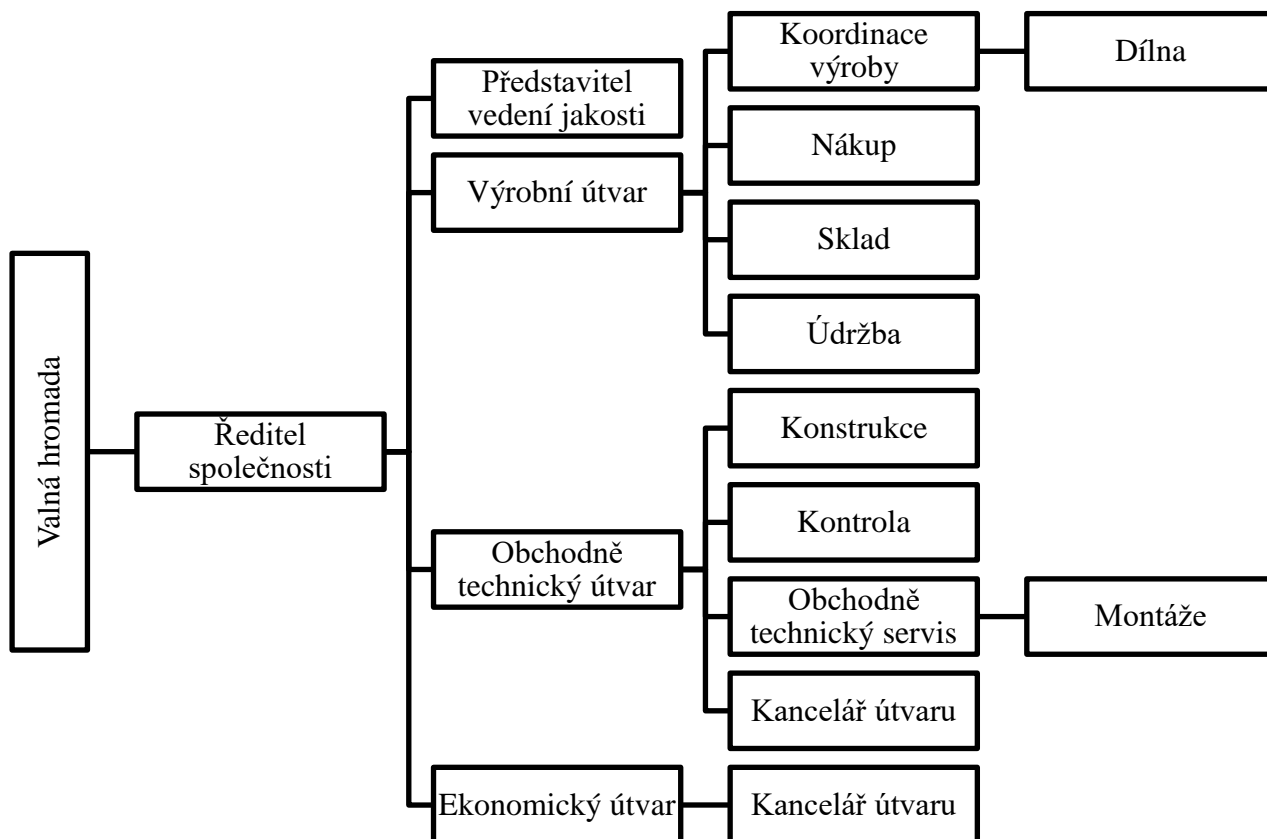 Valná hromada
Ředitel
společnosti
Představitel
vedení jakosti
Výrobní útvar
Koordinace
výroby
Dílna
Nákup
Sklad
Údržba
Obchodně
technický útvar
Konstrukce
Kontrola
Obchodně
technický servis
Montáže
Kancelář útvaru
Ekonomický útvar
Kancelář útvaru